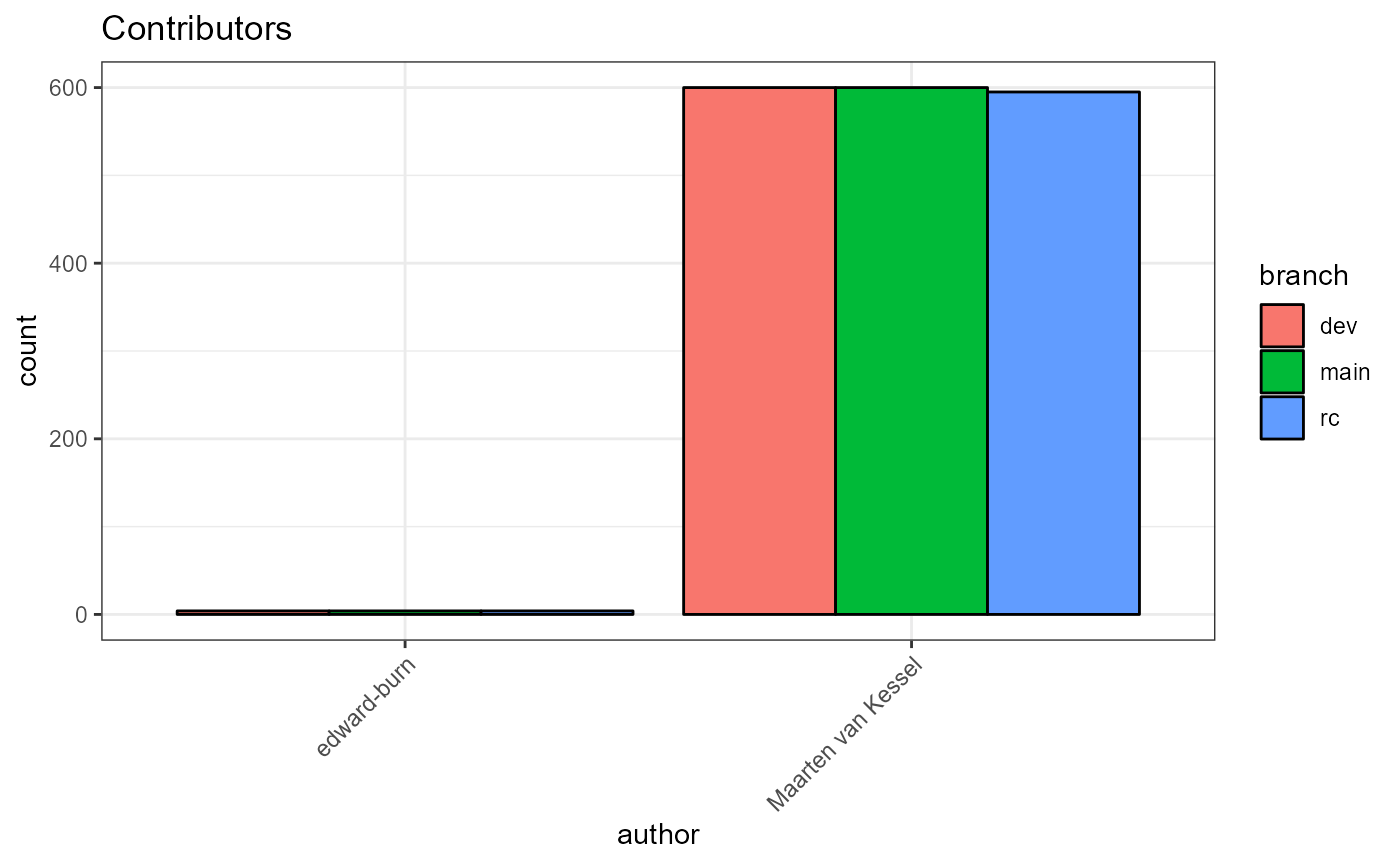 Contributors
600
400
200
0
count
edward-burn
Maarten van Kessel
author
branch
dev
main
rc